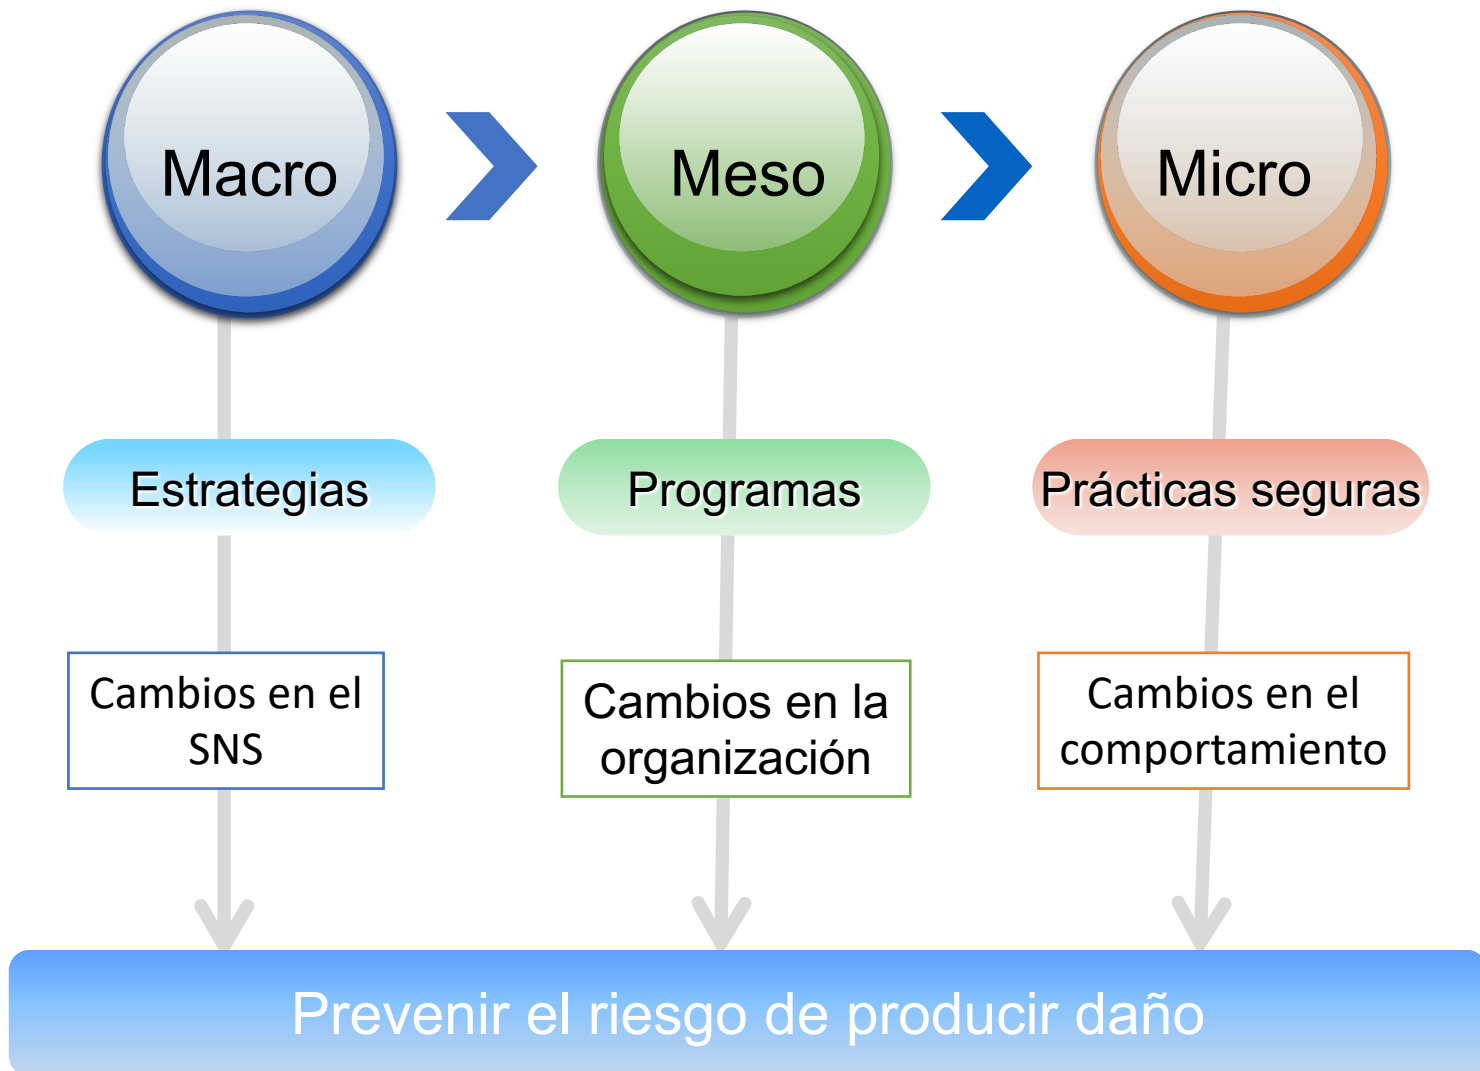 Macro
Meso
Micro
Estrategias
Programas
Prácticas seguras
Cambios en el
SNS
Cambios en la
organización
Cambios en el
comportamiento
Prevenir el riesgo de producir daño